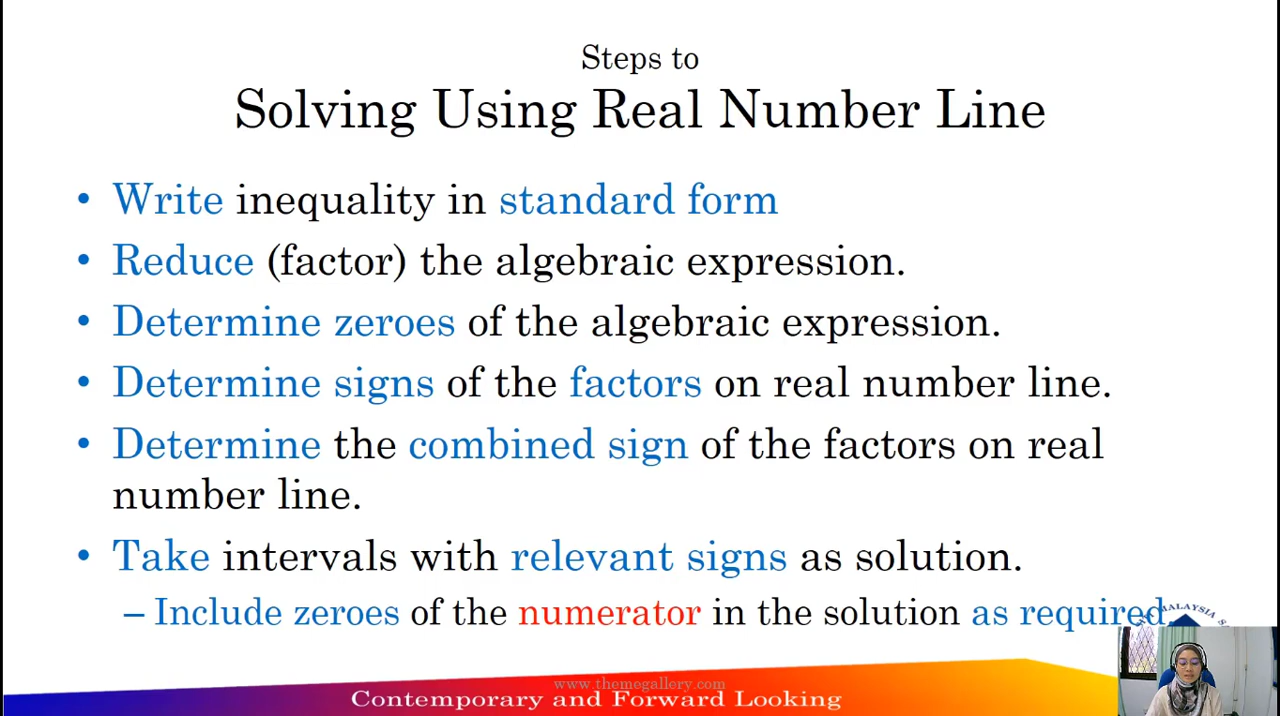 Steps to
Solving Using Real Number Line
• Write inequality in standard form
• Reduce (factor) the algebraic expression.
• Determine zeroes of the algebraic expression.
• Determine signs of the factors on real number line.
• Determine the combined sign of the factors on real
number line.
• Take intervals with relevant signs as solution.
– Include zeroes of the numerator in the solution as required.
MALAYSIA
www.themegallery.com
Contemporary and Forward Looking